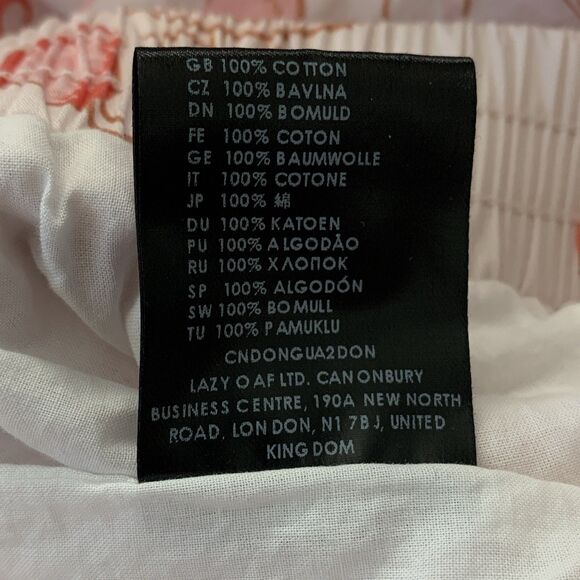 GB 100% COTTON
CZ 100% BAVLNA
DN 100% BOMULD
FE 100% COTON
GE 100% BAUMWOLLE
IT 100% COTONE
JP 100% 綿
DU 100% KATOEN
PU 100% ALGODÃO
RU 100% ХЛОПОК
SP 100% ALGODÓN
SW 100% BOMULL
TU 100% PAMUKLU
CNDONGUA2DON
LAZY OAF LTD. CANONBURY
BUSINESS CENTRE, 190A NEW NORTH
ROAD, LONDON, N1 7BJ, UNITED
KINGDOM